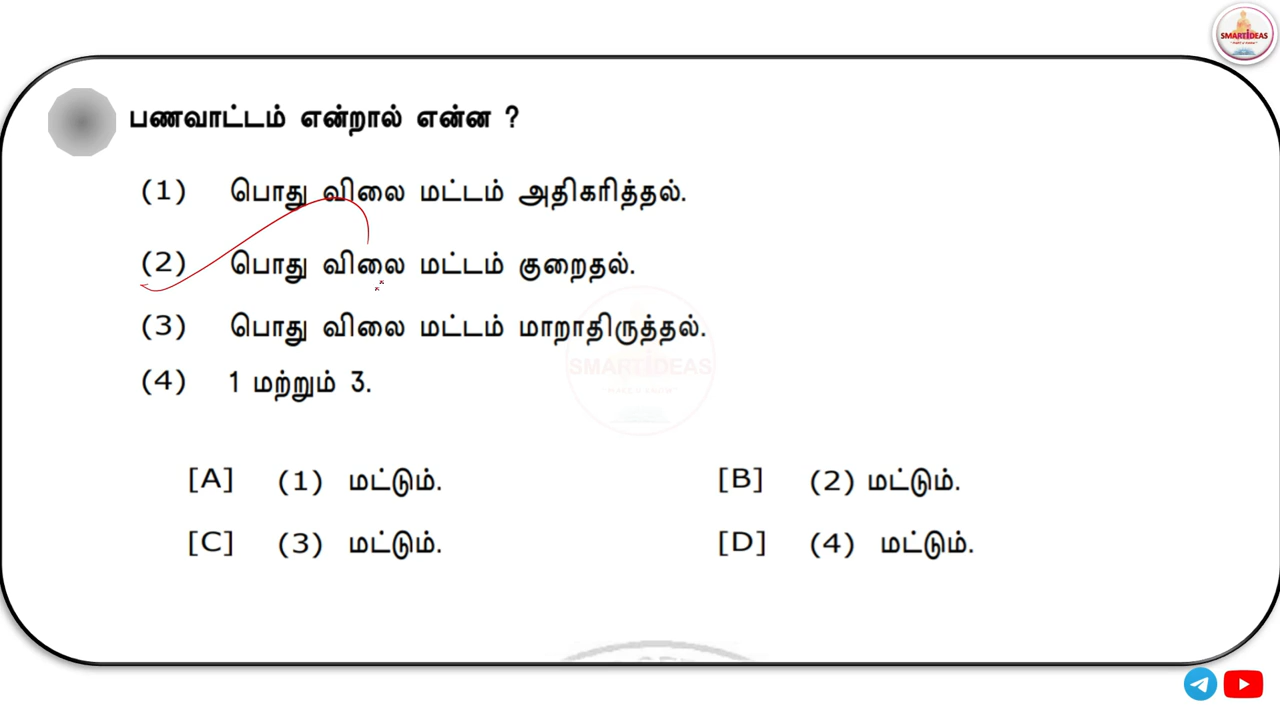 SMARTIDEAS
பணவாட்டம் என்றால் என்ன ?
(1) பொது விலை மட்டம் அதிகரித்தல்.
(2) பொது விலை மட்டம் குறைதல்.
(3) பொது விலை மட்டம் மாறாதிருத்தல்.
SMARTIDEAS
(4) 1 மற்றும் 3.
[A] (1) மட்டும். [B] (2) மட்டும்.
[C] (3) மட்டும். [D] (4) மட்டும்.